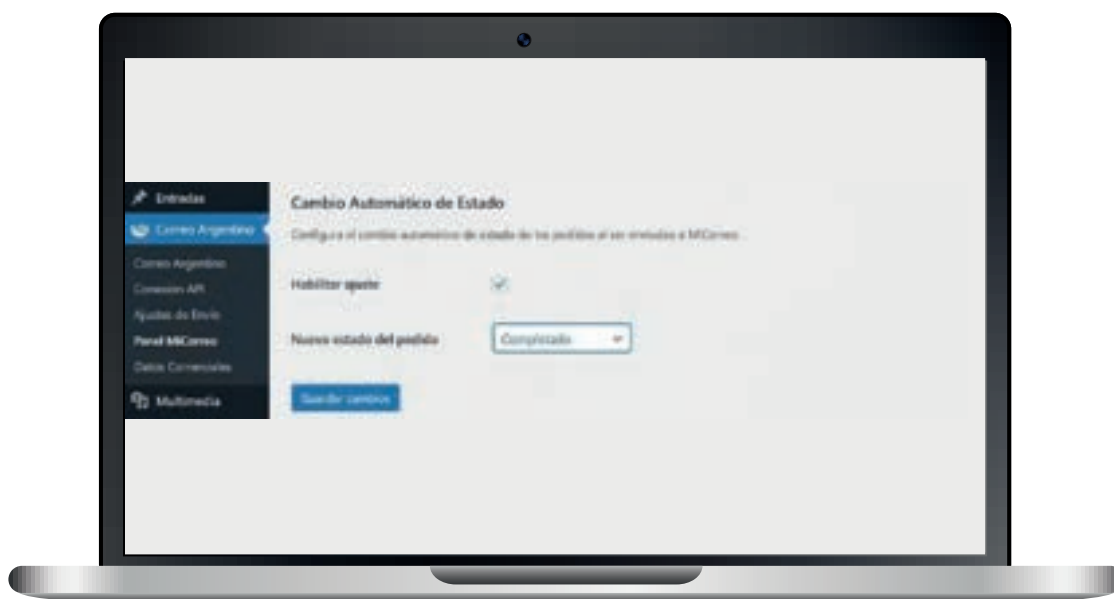 Entradas
Correo Argentino
Correo Argentino
Conexion API
Ajustes de Envío
Panel MiCorreo
Datos Comerciales
Multimedia
Cambio Automático de Estado
Configura el cambio automático de estado de los pedidos al ser enviados a MiCorreo
Habilitar ajuste
Nuevo estado del pedido
Completado
Guardar cambios